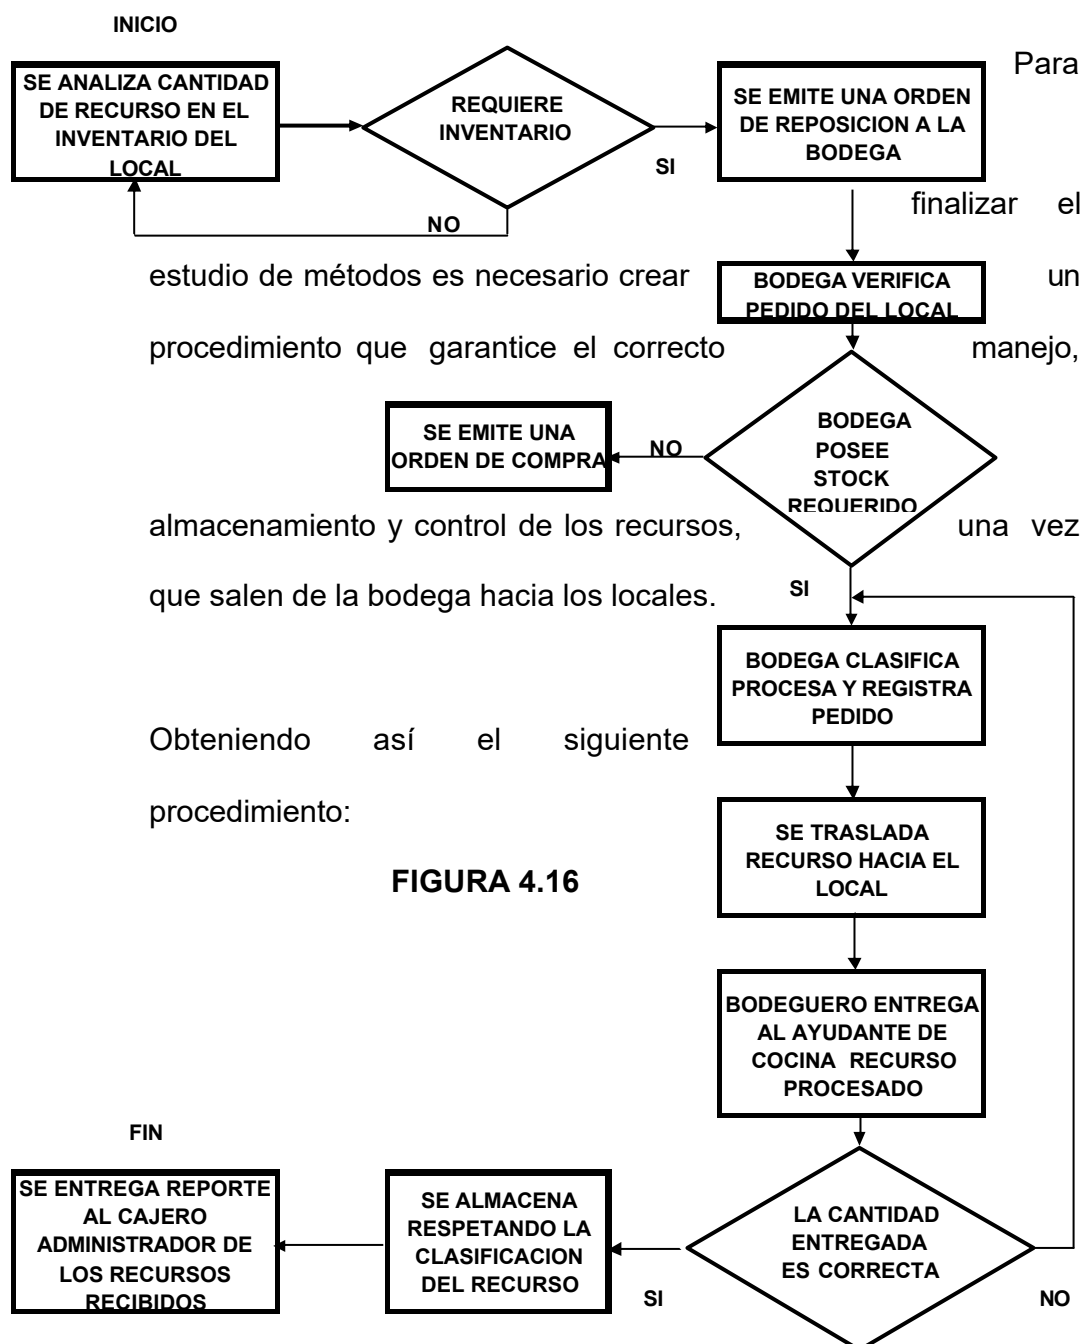 INICIO
SE ANALIZA CANTIDAD
DE RECURSO EN EL
INVENTARIO DEL
LOCAL
REQUIERE
INVENTARIO
SI
NO
SE EMITE UNA ORDEN
DE REPOSICION A LA
BODEGA
Para
finalizar el
estudio de métodos es necesario crear
un
BODEGA VERIFICA
PEDIDO DEL LOCAL
procedimiento que garantice el correcto
manejo,
BODEGA
POSEE
STOCK
REQUERIDO
NO
SE EMITE UNA
ORDEN DE COMPRA
almacenamiento y control de los recursos,
una vez
que salen de la bodega hacia los locales.
SI
BODEGA CLASIFICA
PROCESA Y REGISTRA
PEDIDO
Obteniendo así el siguiente
procedimiento:
SE TRASLADA
RECURSO HACIA EL
LOCAL
FIGURA 4.16
BODEGUERO ENTREGA
AL AYUDANTE DE
COCINA RECURSO
PROCESADO
LA CANTIDAD
ENTREGADA
ES CORRECTA
NO
SI
SE ALMACENA
RESPETANDO LA
CLASIFICACION
DEL RECURSO
FIN
SE ENTREGA REPORTE
AL CAJERO
ADMINISTRADOR DE
LOS RECURSOS
RECIBIDOS